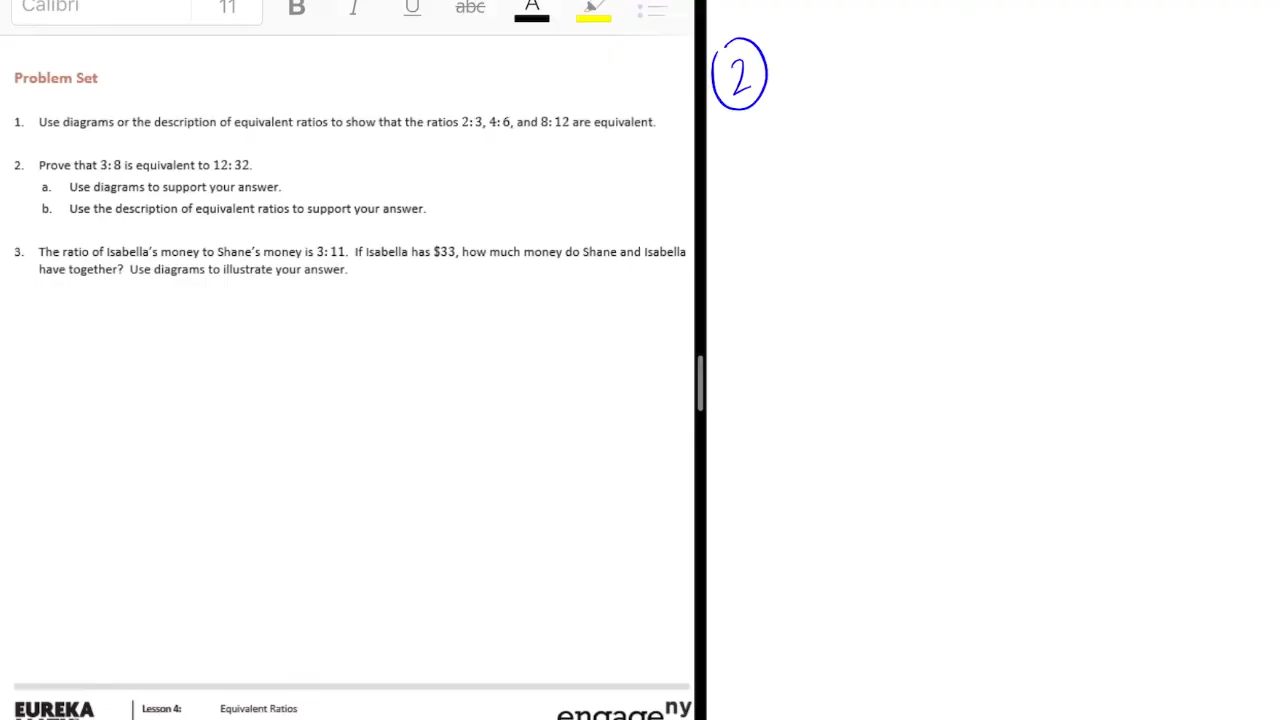 Calibri 11 B I U abc A
Problem Set
1. Use diagrams or the description of equivalent ratios to show that the ratios 2:3, 4:6, and 8:12 are equivalent.
2. Prove that 3:8 is equivalent to 12:32.
a. Use diagrams to support your answer.
b. Use the description of equivalent ratios to support your answer.
3. The ratio of Isabella's money to Shane's money is 3:11. If Isabella has $33, how much money do Shane and Isabella
have together? Use diagrams to illustrate your answer.
EUREKA
Lesson 4: Equivalent Ratios
engageny
2